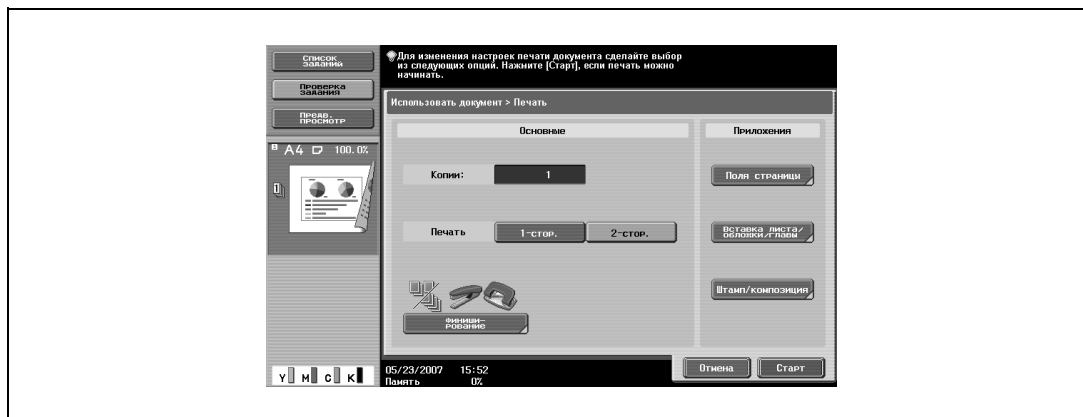 Список
заданий
Проверка
задания
Предв.
просмотр
A4 100.0%
1
Y M C K
Для изменения настроек печати документа сделайте выбор
из следующих опций. Нажмите [Старт], если печать можно
начинать.
Использовать документ > Печать
Основные
Копии: 1
Печать 1-стор. 2-стор.
Финиши-
рование
Приложения
Поля страницы
Вставка листа/
обложки/главы
Штамп/композиция
05/23/2007 15:52
Память 0%
Отмена Старт